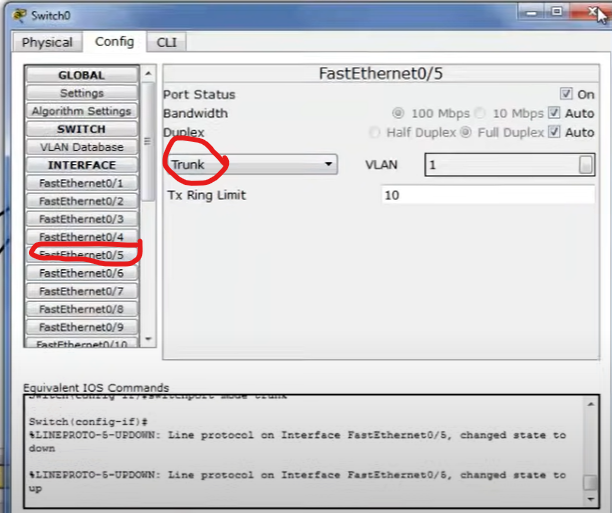 Switch0
Physical Config CLI
GLOBAL
Settings
Algorithm Settings
SWITCH
VLAN Database
INTERFACE
FastEthernet0/1
FastEthernet0/2
FastEthernet0/3
FastEthernet0/4
FastEthernet0/5
FastEthernet0/6
FastEthernet0/7
FastEthernet0/8
FastEthernet0/9
FastEthernet0/10
FastEthernet0/5
Port Status On
Bandwidth 100 Mbps 10 Mbps Auto
Duplex Half Duplex Full Duplex Auto
Trunk VLAN 1
Tx Ring Limit 10
Equivalent IOS Commands
Switch(config-if)#switchport mode trunk
Switch(config-if)#
%LINEPROTO-5-UPDOWN: Line protocol on Interface FastEthernet0/5, changed state to
down
%LINEPROTO-5-UPDOWN: Line protocol on Interface FastEthernet0/5, changed state to
up